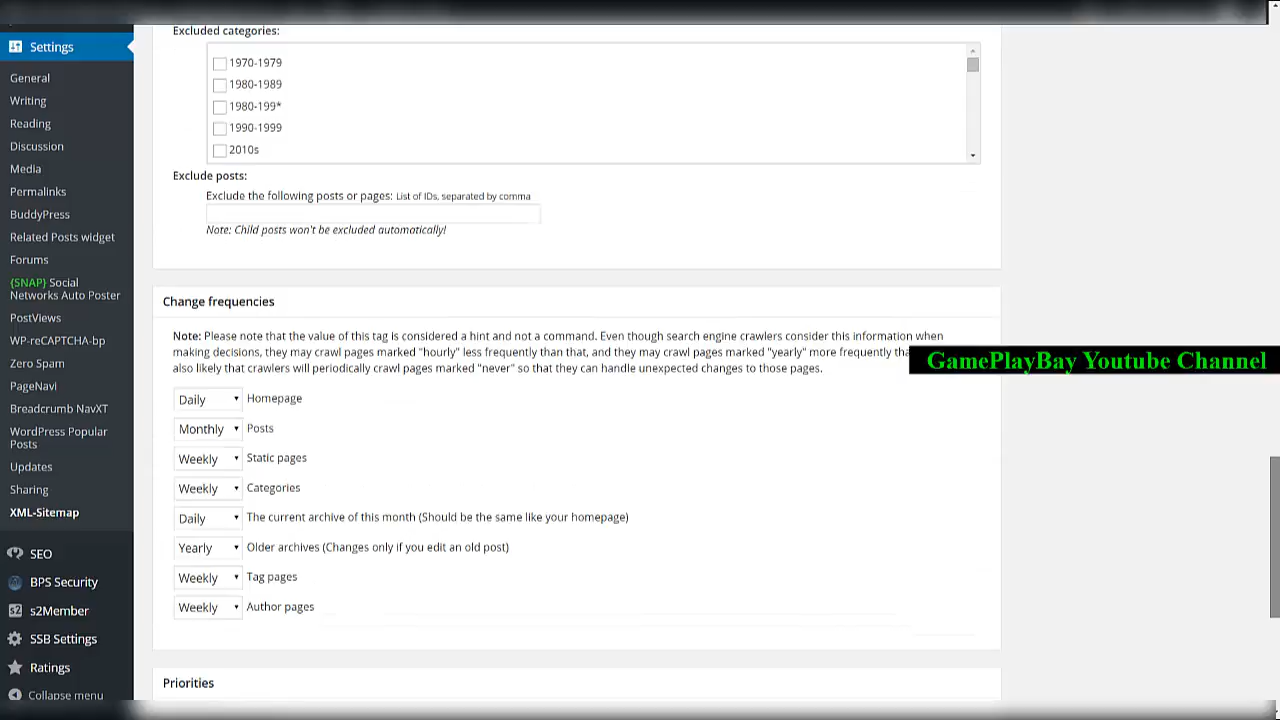 Settings
General
Writing
Reading
Discussion
Media
Permalinks
BuddyPress
Related Posts widget
Forums
{SNAP} Social
Networks Auto Poster
PostViews
WP-reCAPTCHA-bp
Zero Spam
PageNavi
Breadcrumb NavXT
WordPress Popular
Posts
Updates
Sharing
XML-Sitemap
SEO
BPS Security
s2Member
SSB Settings
Ratings
Collapse menu
Excluded categories:
1970-1979
1980-1989
1980-199*
1990-1999
2010s
Exclude posts:
Exclude the following posts or pages: List of IDs, separated by comma
Note: Child posts won't be excluded automatically!
Change frequencies
Note: Please note that the value of this tag is considered a hint and not a command. Even though search engine crawlers consider this information when
making decisions, they may crawl pages marked "hourly" less frequently than that, and they may crawl pages marked "yearly" more frequently
also likely that crawlers will periodically crawl pages marked "never" so that they can handle unexpected changes to those pages.
GamePlayBay Youtube Channel
Daily Homepage
Monthly Posts
Weekly Static pages
Weekly Categories
Daily The current archive of this month (Should be the same like your homepage)
Yearly Older archives (Changes only if you edit an old post)
Weekly Tag pages
Weekly Author pages
Priorities